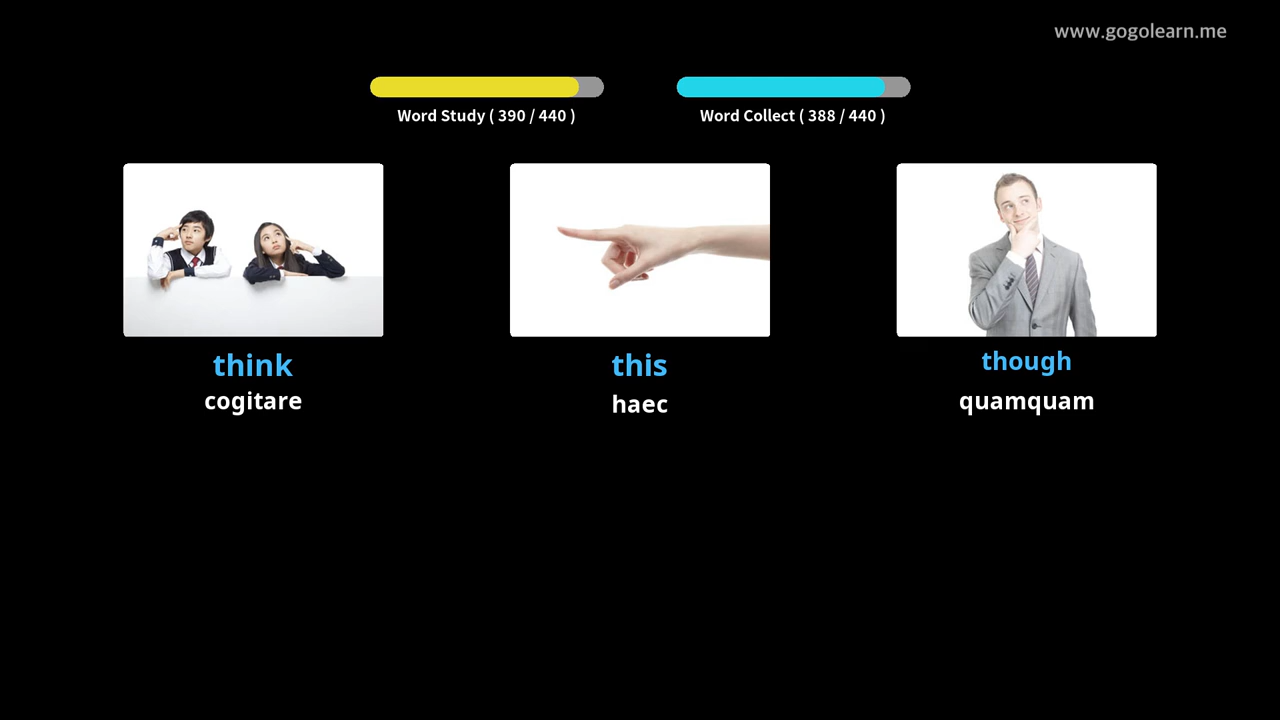 www.gogolearn.me
Word Study ( 390 / 440 )
Word Collect ( 388 / 440 )
think
cogitare
this
haec
though
quamquam